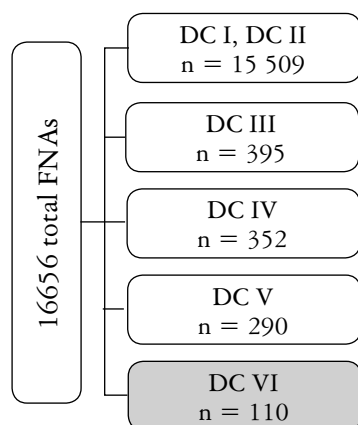 16656 total FNAs
DC I, DC II
n = 15 509
DC III
n = 395
DC IV
n = 352
DC V
n = 290
DC VI
n = 110